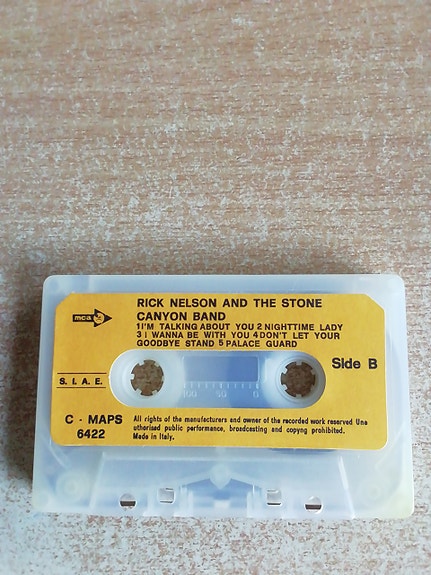 RICK NELSON AND THE STONE
CANYON BAND
1 I'M TALKING ABOUT YOU 2 NIGHTTIME LADY
3 I WANNA BE WITH YOU 4 DON'T LET YOUR
GOODBYE STAND 5 PALACE GUARD
mca
Side B
100 50 0
S. I. A. E.
C - MAPS
6422
All rights of the manufacturers and owner of the recorded work reserved Una
uthorised public performance, broadcasting and copyng prohibited.
Made in Italy.